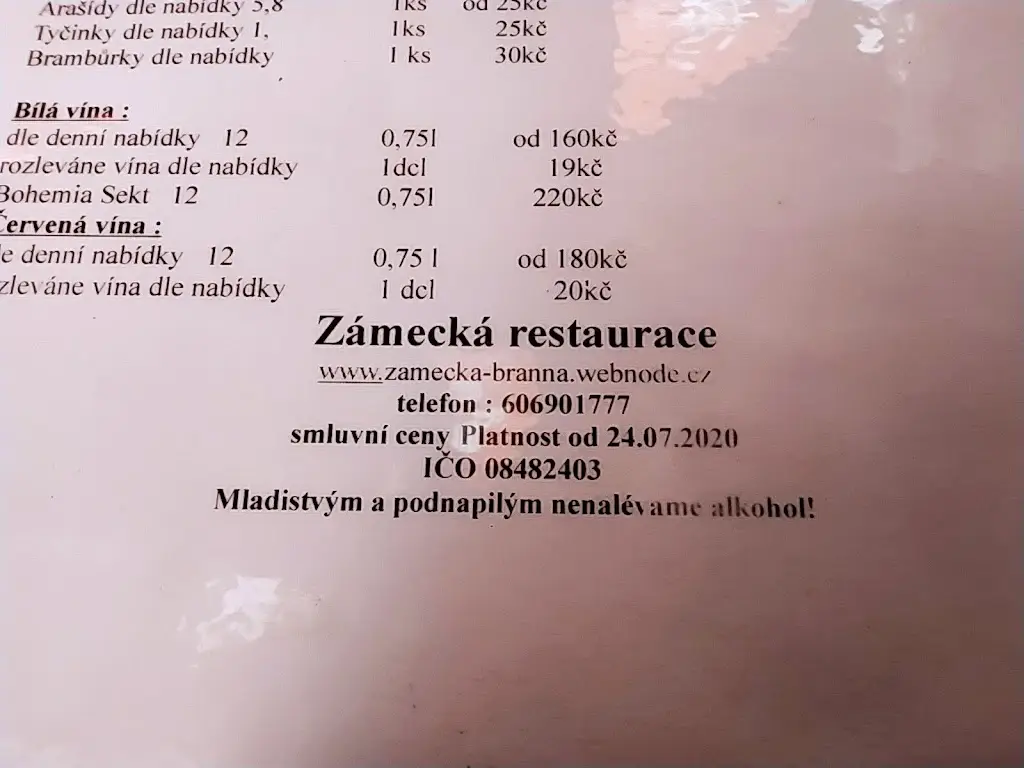 Arašídy dle nabídky 5,8 1ks od 25kč
Tyčinky dle nabídky 1, 1ks 25kč
Brambůrky dle nabídky 1 ks 30kč
Bílá vína :
dle denní nabídky 12 0,75l od 160kč
rozleváne vína dle nabídky 1dcl 19kč
Bohemia Sekt 12 0,75l 220kč
Červená vína :
e denní nabídky 12 0,75 l od 180kč
zleváne vína dle nabídky 1 dcl 20kč
Zámecká restaurace
www.zamecka-branna.webnode.cz
telefon : 606901777
smluvní ceny Platnost od 24.07.2020
IČO 08482403
Mladistvým a podnapilým nenalévame alkohol!